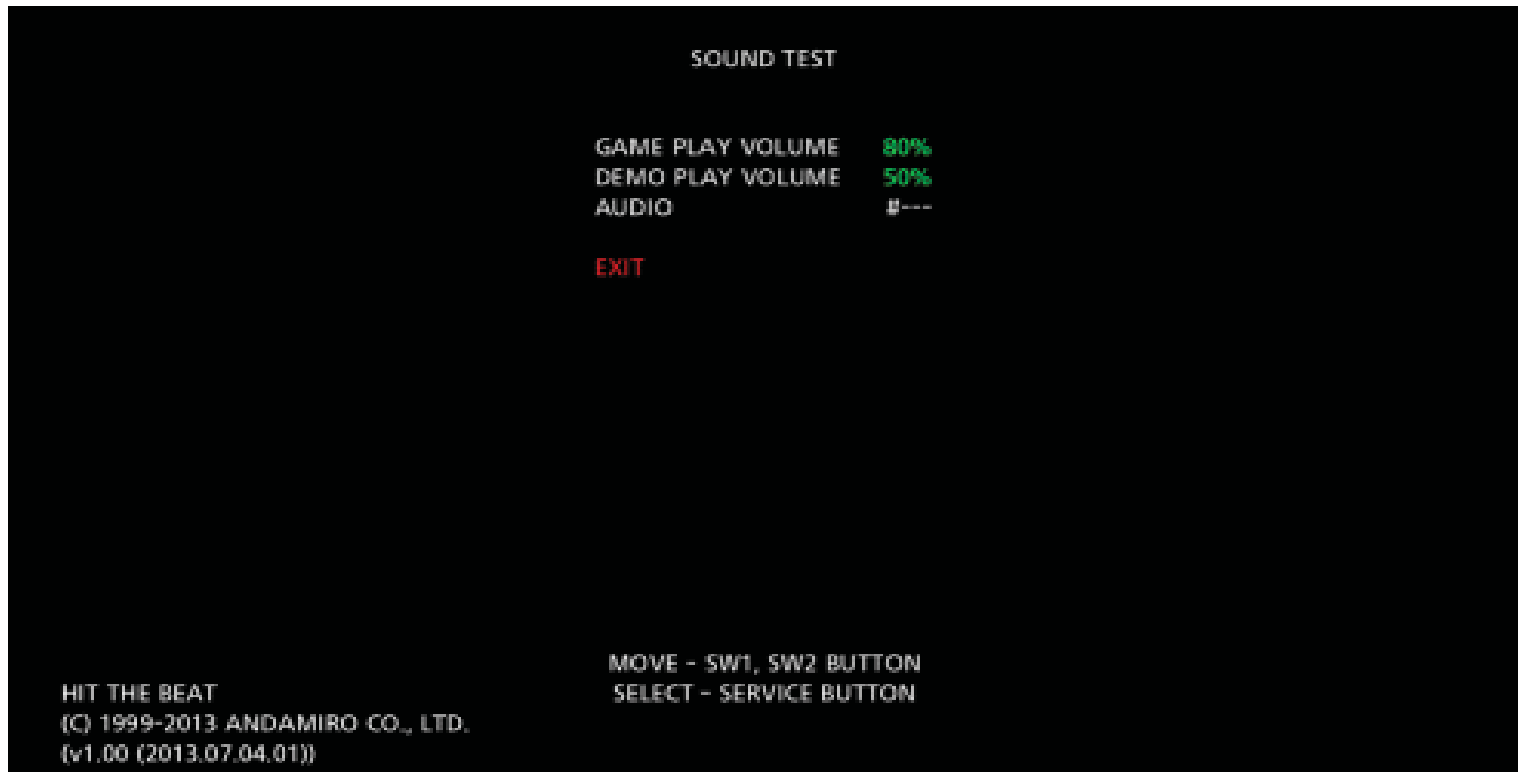 SOUND TEST
GAME PLAY VOLUME 80%
DEMO PLAY VOLUME 50%
AUDIO #---
EXIT
MOVE - SW1, SW2 BUTTON
SELECT - SERVICE BUTTON
HIT THE BEAT
(C) 1999-2013 ANDAMIRO CO., LTD.
(v1.00 (2013.07.04.01))